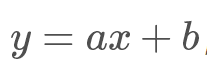 y = ax + b